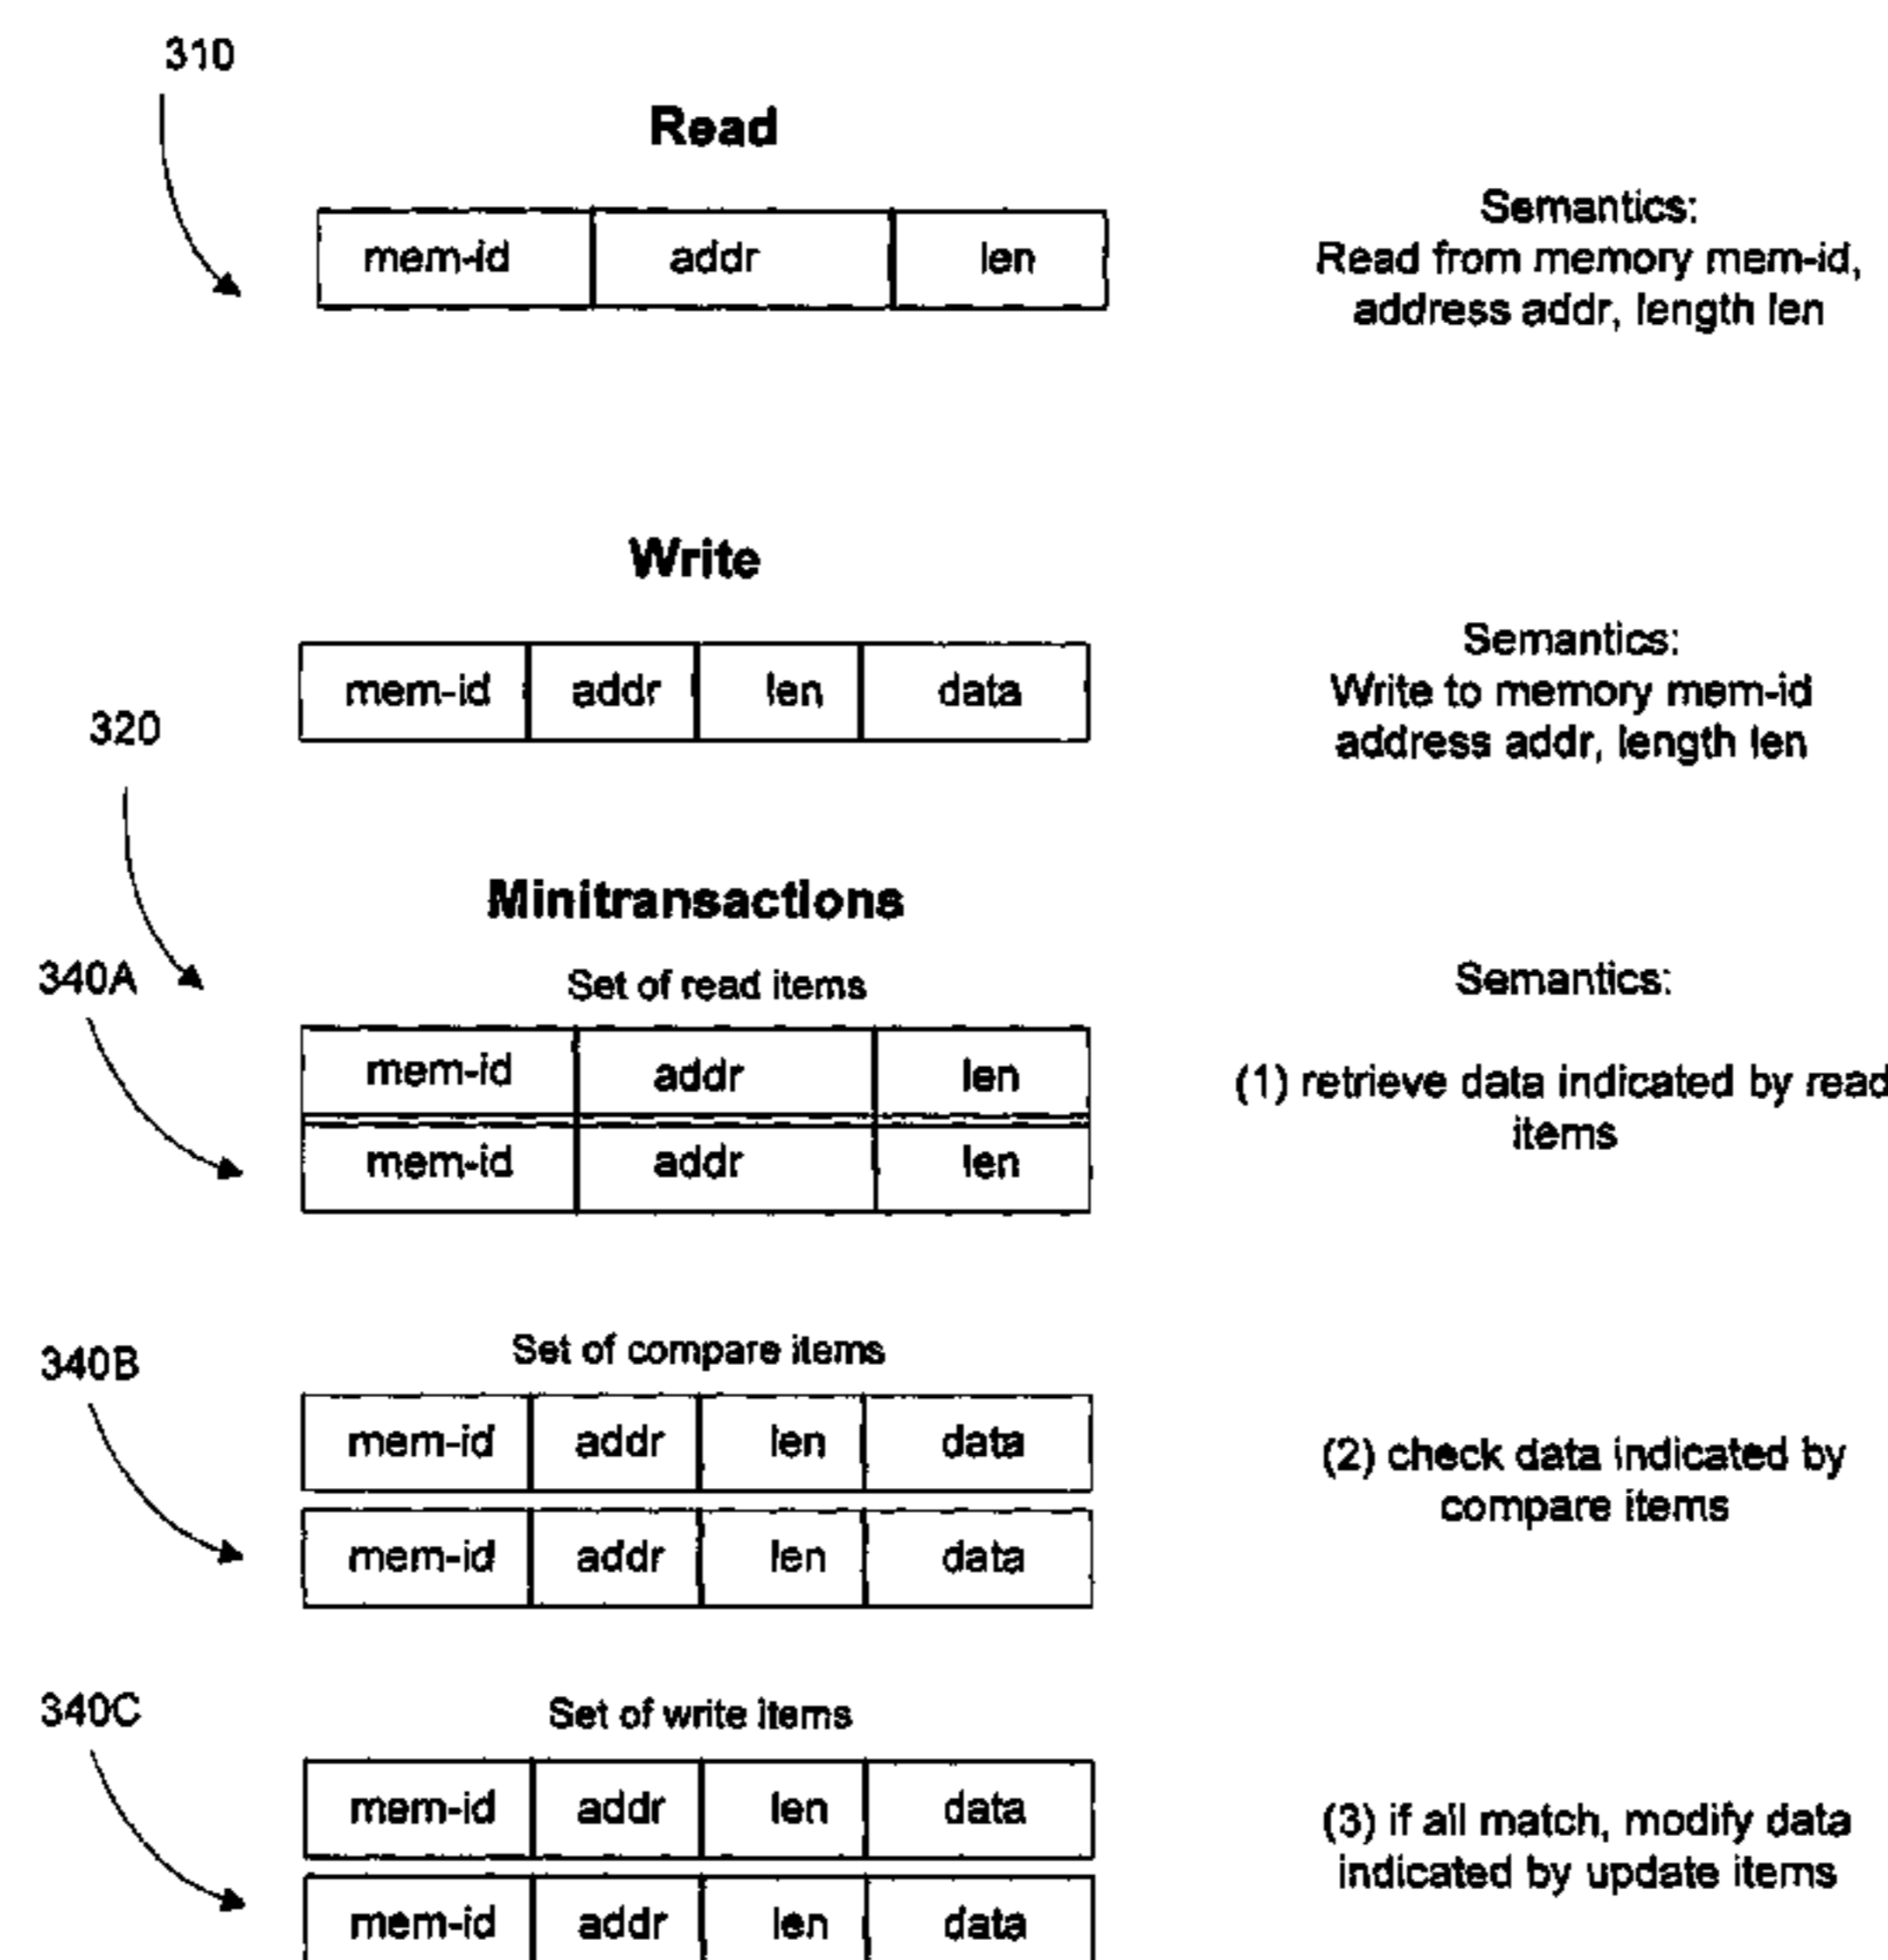 310
Read
mem-id addr len
Semantics:
Read from memory mem-id,
address addr, length len
Write
mem-id addr len data
Semantics:
Write to memory mem-id
address addr, length len
320
Minitransactions
340A
Set of read items
Semantics:
mem-id addr len
mem-id addr len
(1) retrieve data indicated by read
items
340B
Set of compare items
mem-id addr len data
mem-id addr len data
(2) check data indicated by
compare items
340C
Set of write items
mem-id addr len data
mem-id addr len data
(3) if all match, modify data
indicated by update items